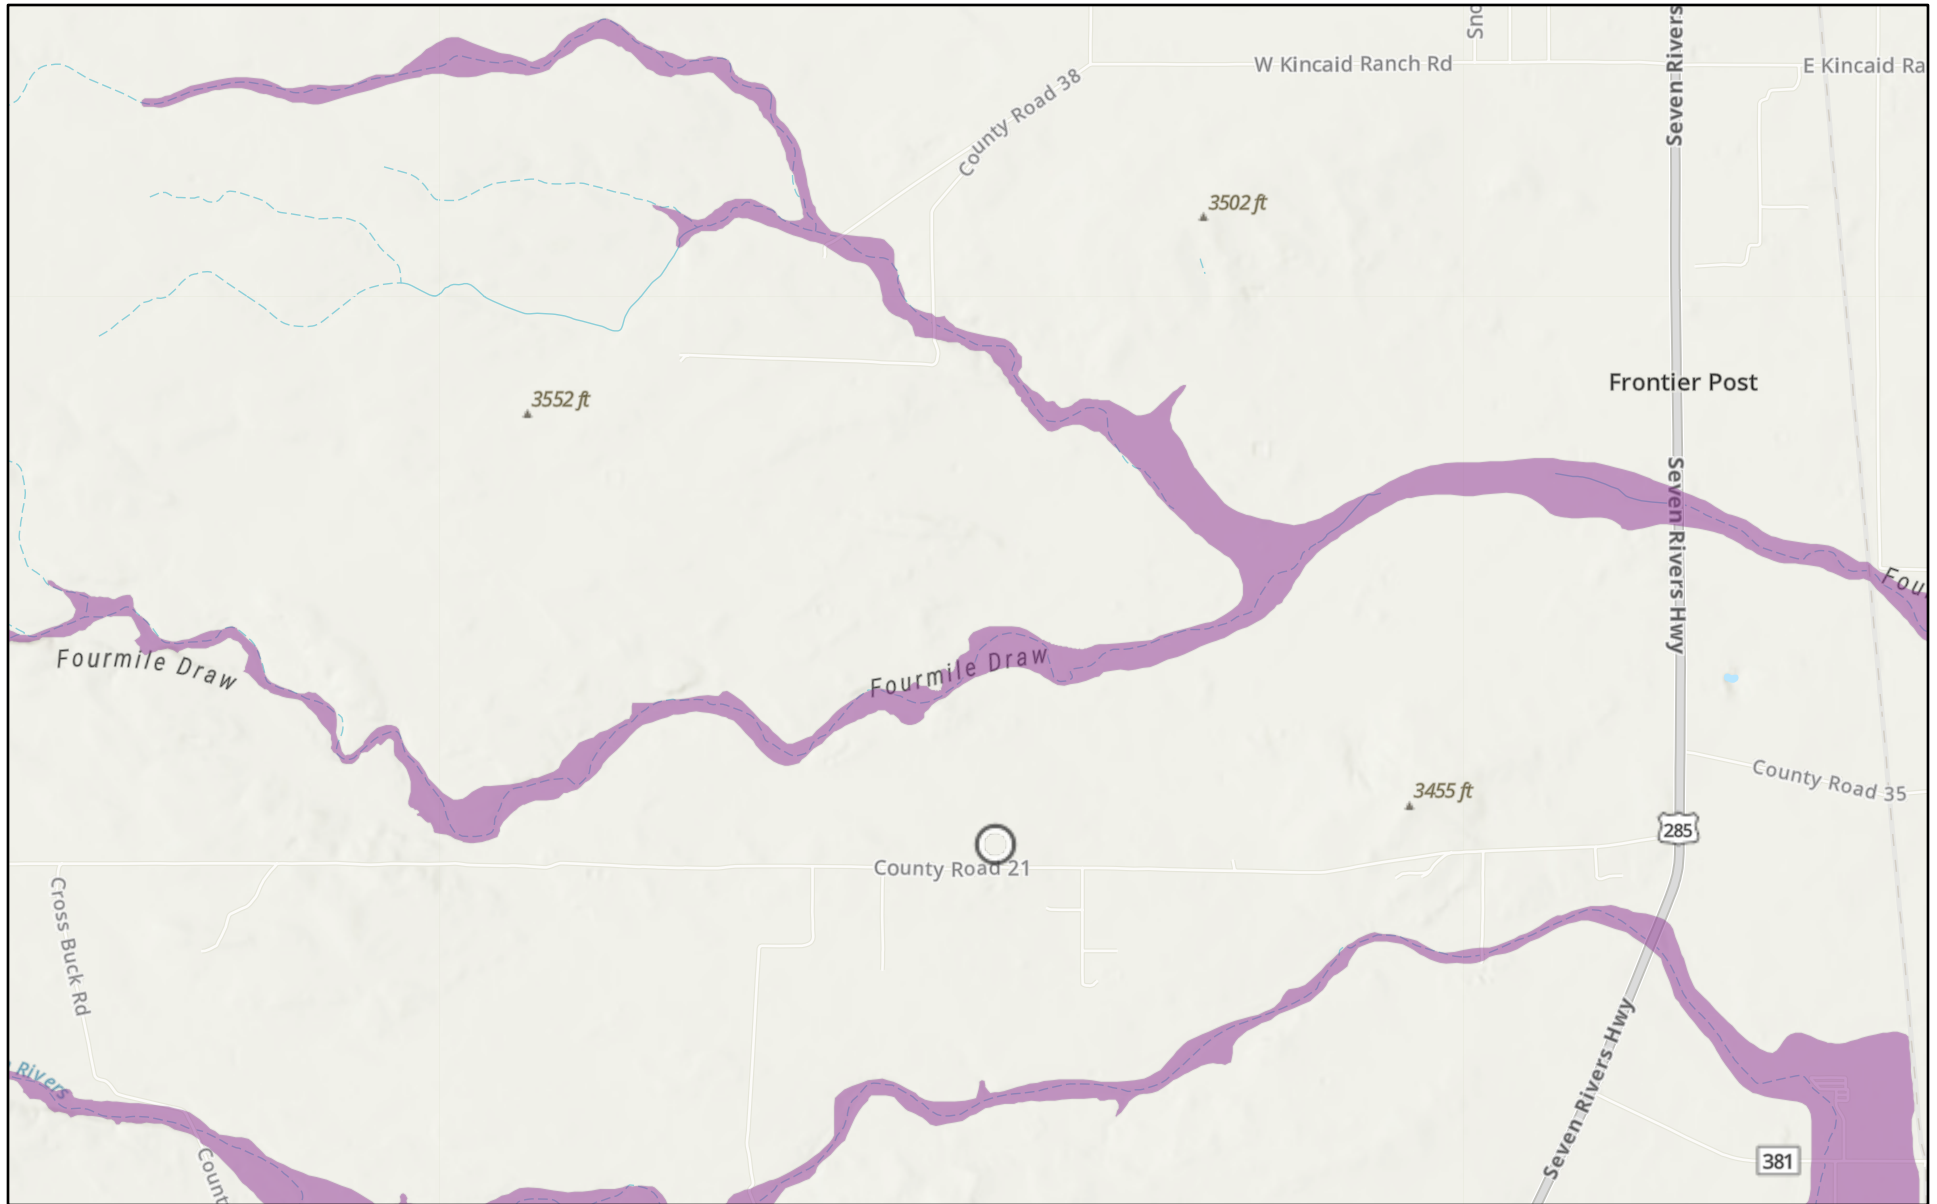 W Kincaid Ranch Rd
E Kincaid Ra
Seven Rivers
County Road 38
3502 ft
Frontier Post
3552 ft
Seven Rivers Hwy
Four
Fourmile Draw
Fourmile Draw
County Road 35
3455 ft
285
County Road 21
Cross Buck Rd
Rivers
Seven Rivers Hwy
Count
381